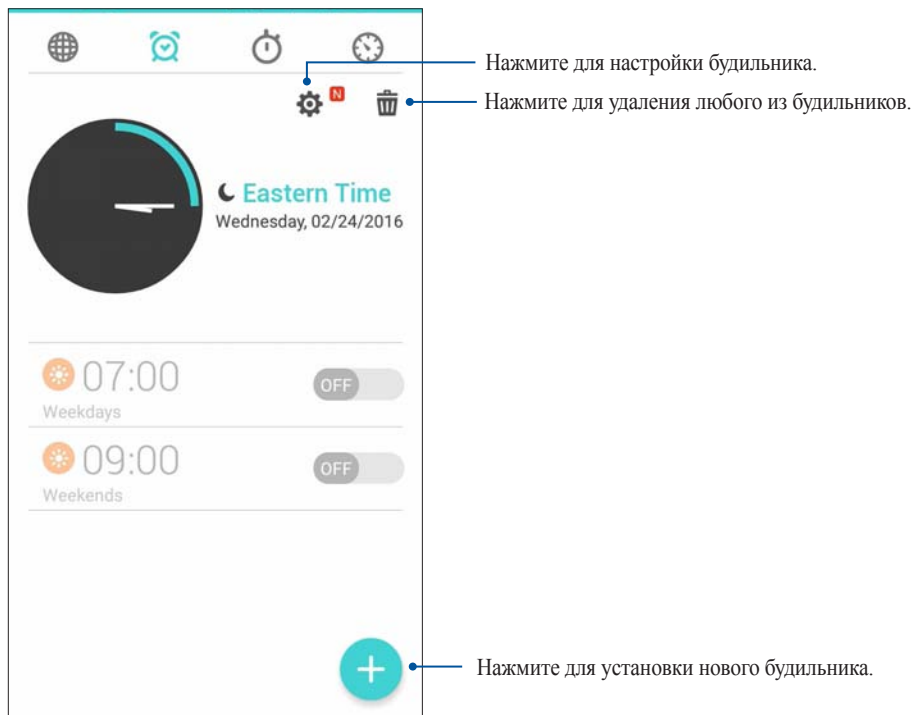 Нажмите для настройки будильника.
N
Нажмите для удаления любого из будильников.
Eastern Time
Wednesday, 02/24/2016
07:00
OFF
Weekdays
09:00
OFF
Weekends
Нажмите для установки нового будильника.